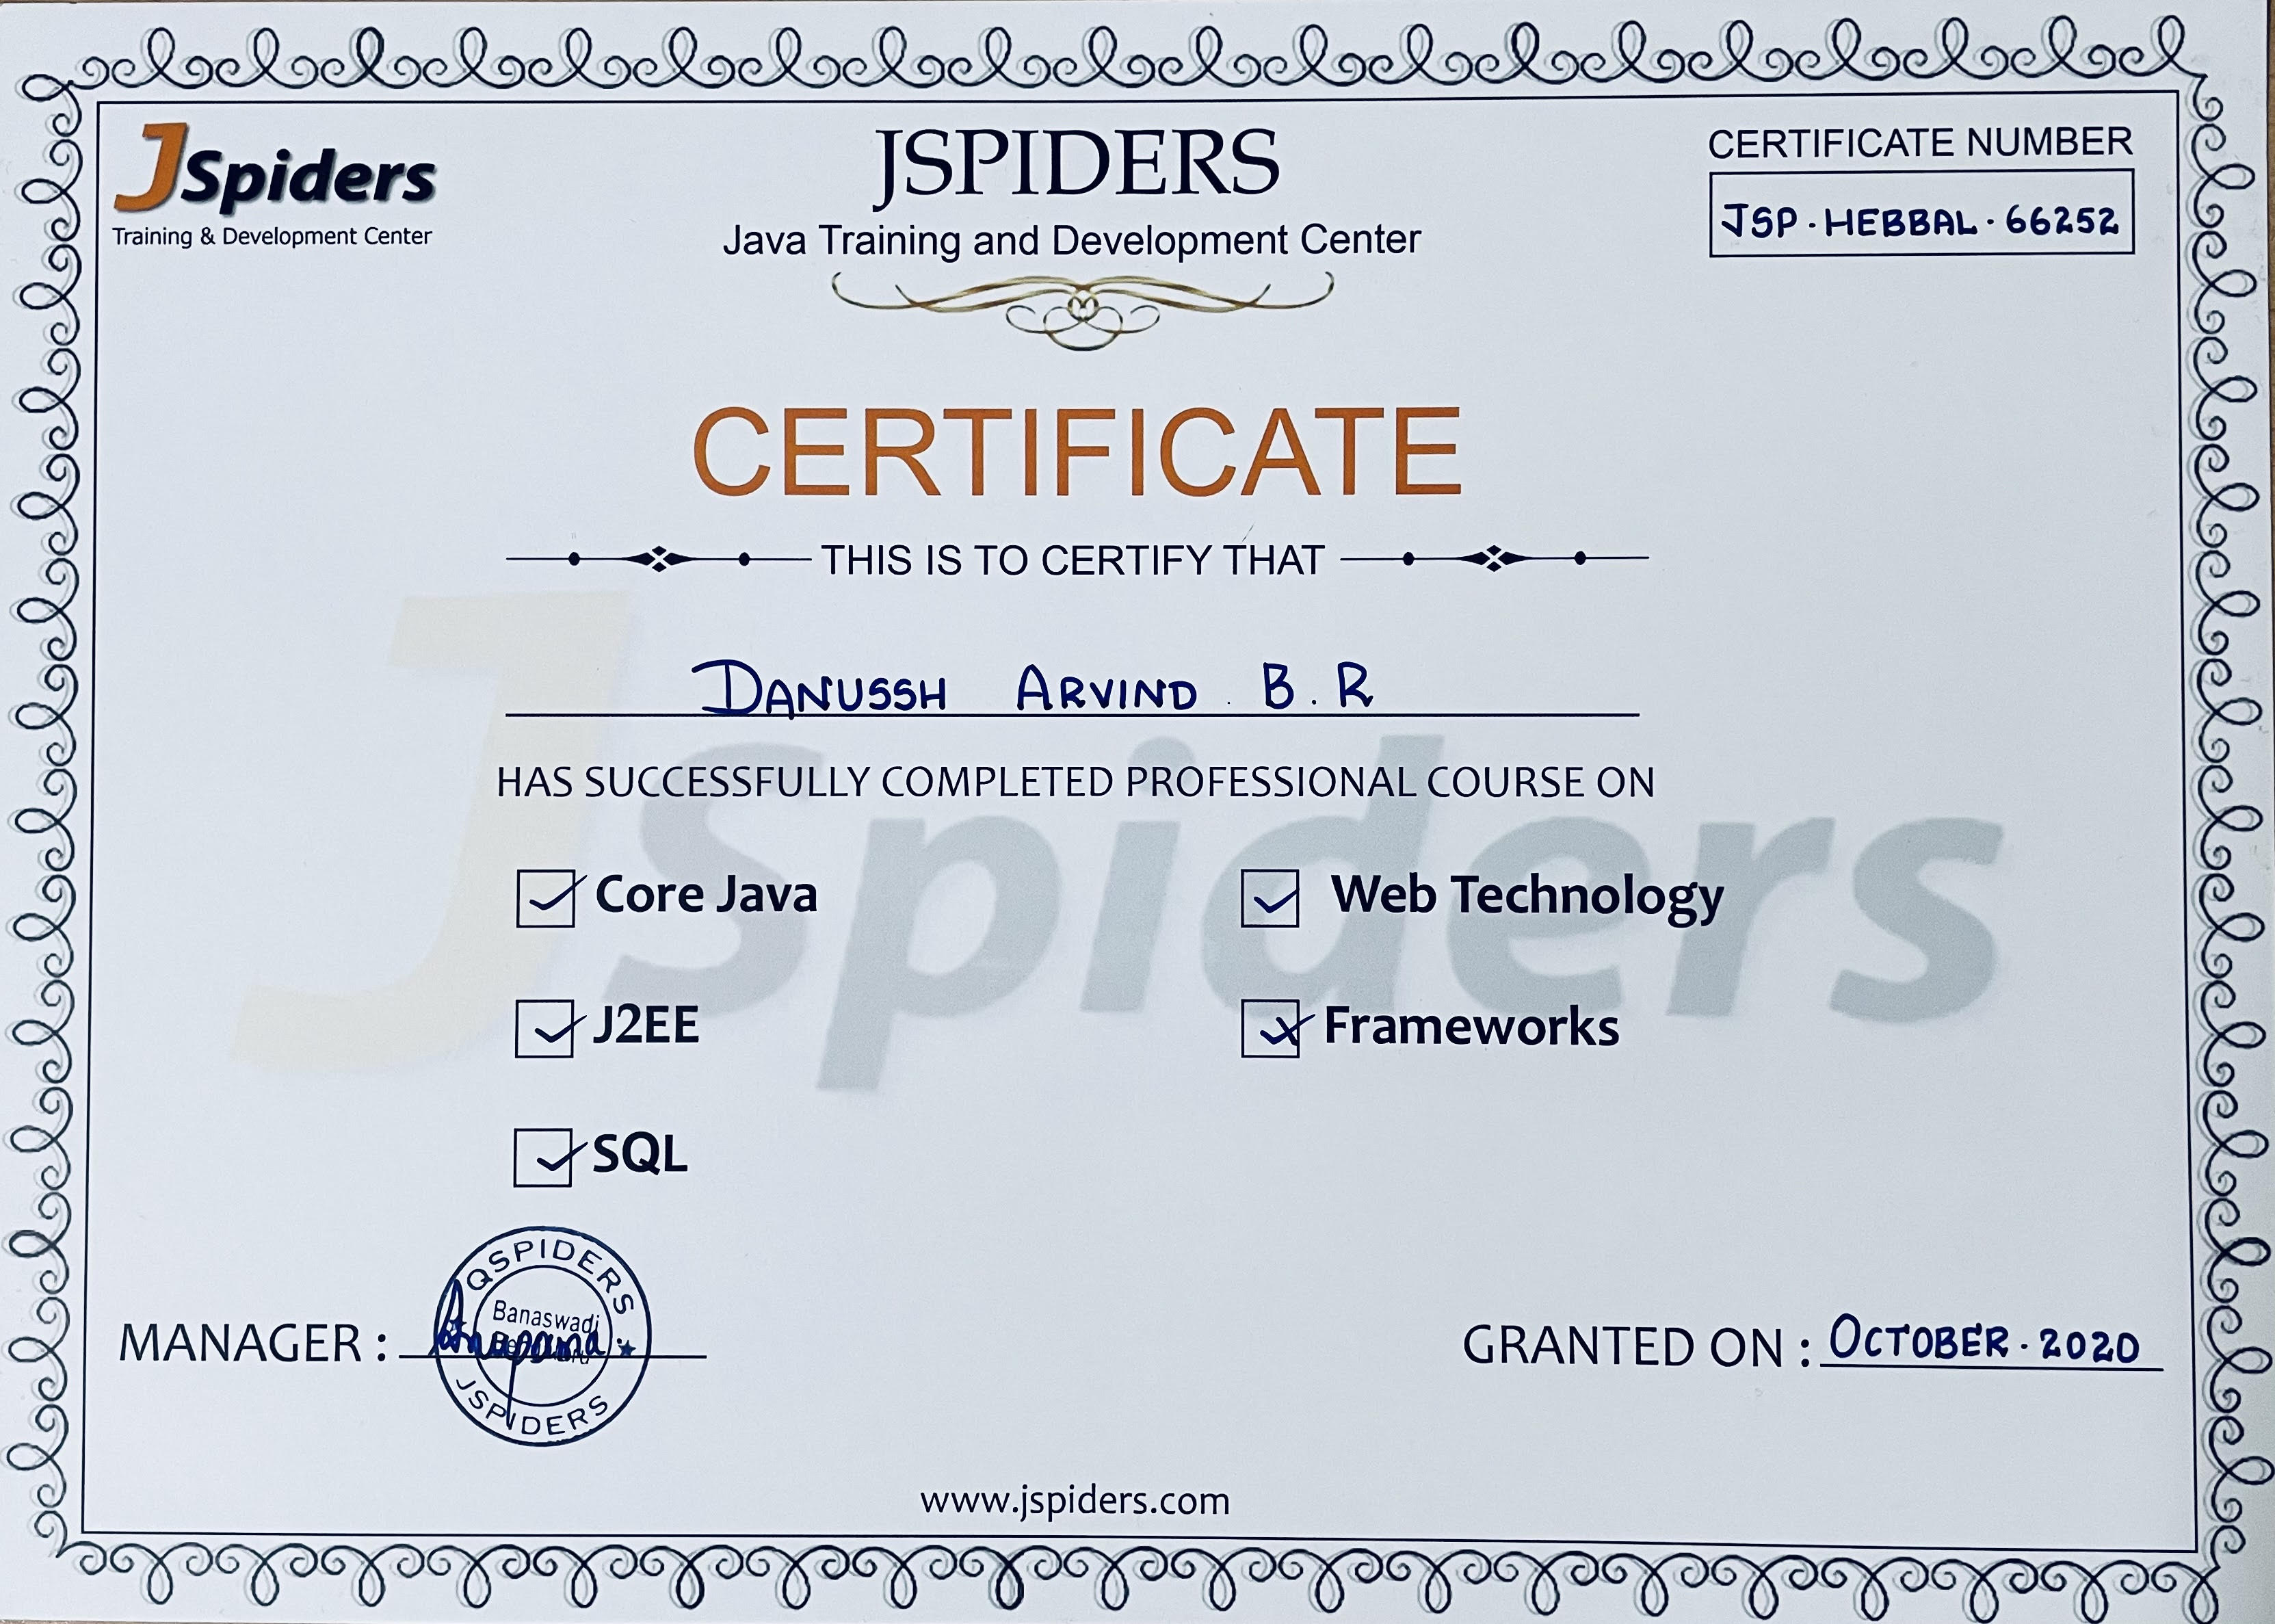 JSpiders
Training & Development Center
JSPIDERS
Java Training and Development Center
CERTIFICATE NUMBER
JSP · HEBBAL · 66252
CERTIFICATE
THIS IS TO CERTIFY THAT
DANUSSH ARVIND B.R
HAS SUCCESSFULLY COMPLETED PROFESSIONAL COURSE ON
JSpiders
Core Java
Web Technology
J2EE
Frameworks
SQL
QSPIDERS
Banaswadi
JSPIDERS
MANAGER :
Anupama
GRANTED ON : OCTOBER · 2020
www.jspiders.com